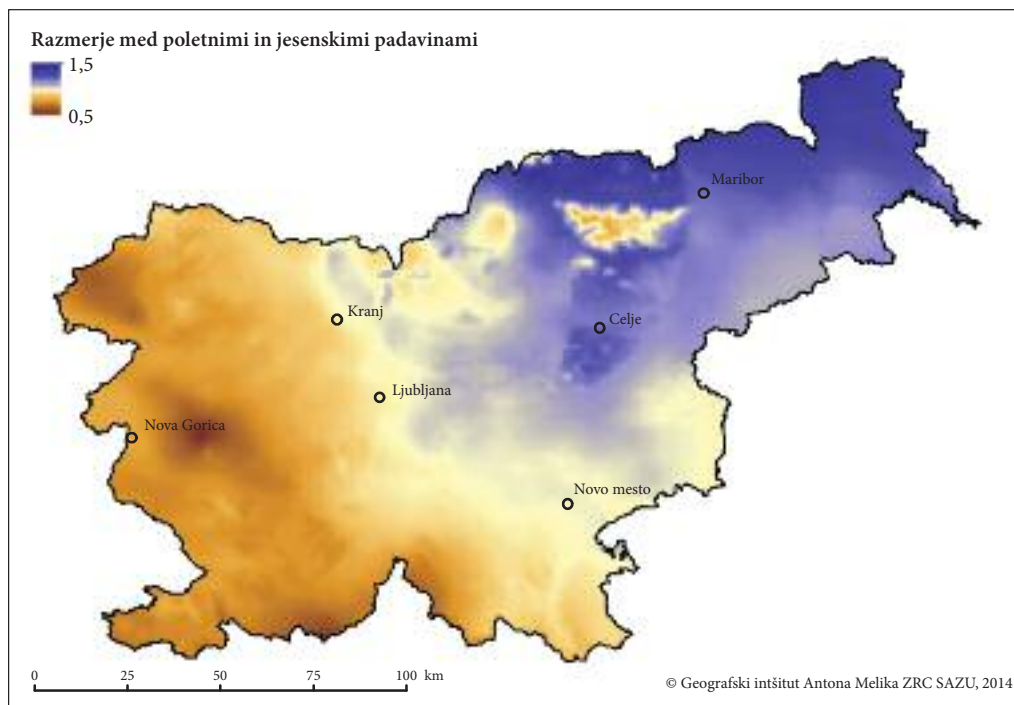 Razmerje med poletnimi in jesenskimi padavinami
1,5
0,5
Maribor
Kranj
Celje
Ljubljana
Nova Gorica
Novo mesto
0 25 50 75 100 km
© Geografski intšitut Antona Melika ZRC SAZU, 2014